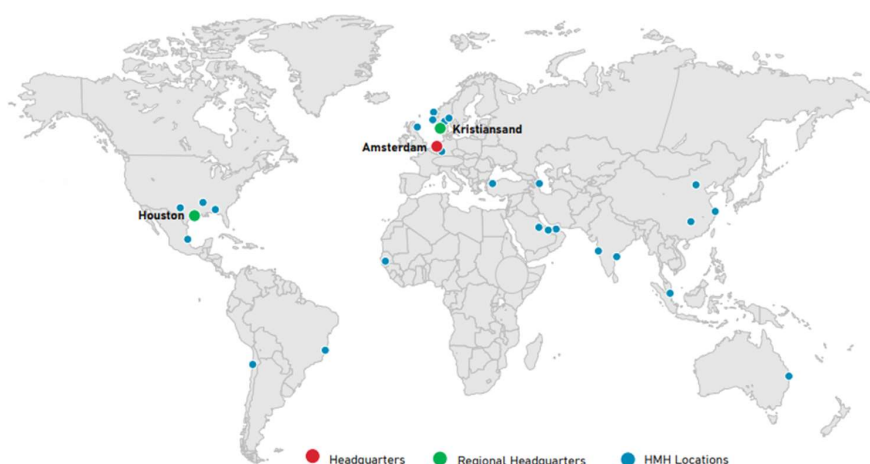 Kristiansand
Amsterdam
Houston
Headquarters
Regional Headquarters
HMH Locations